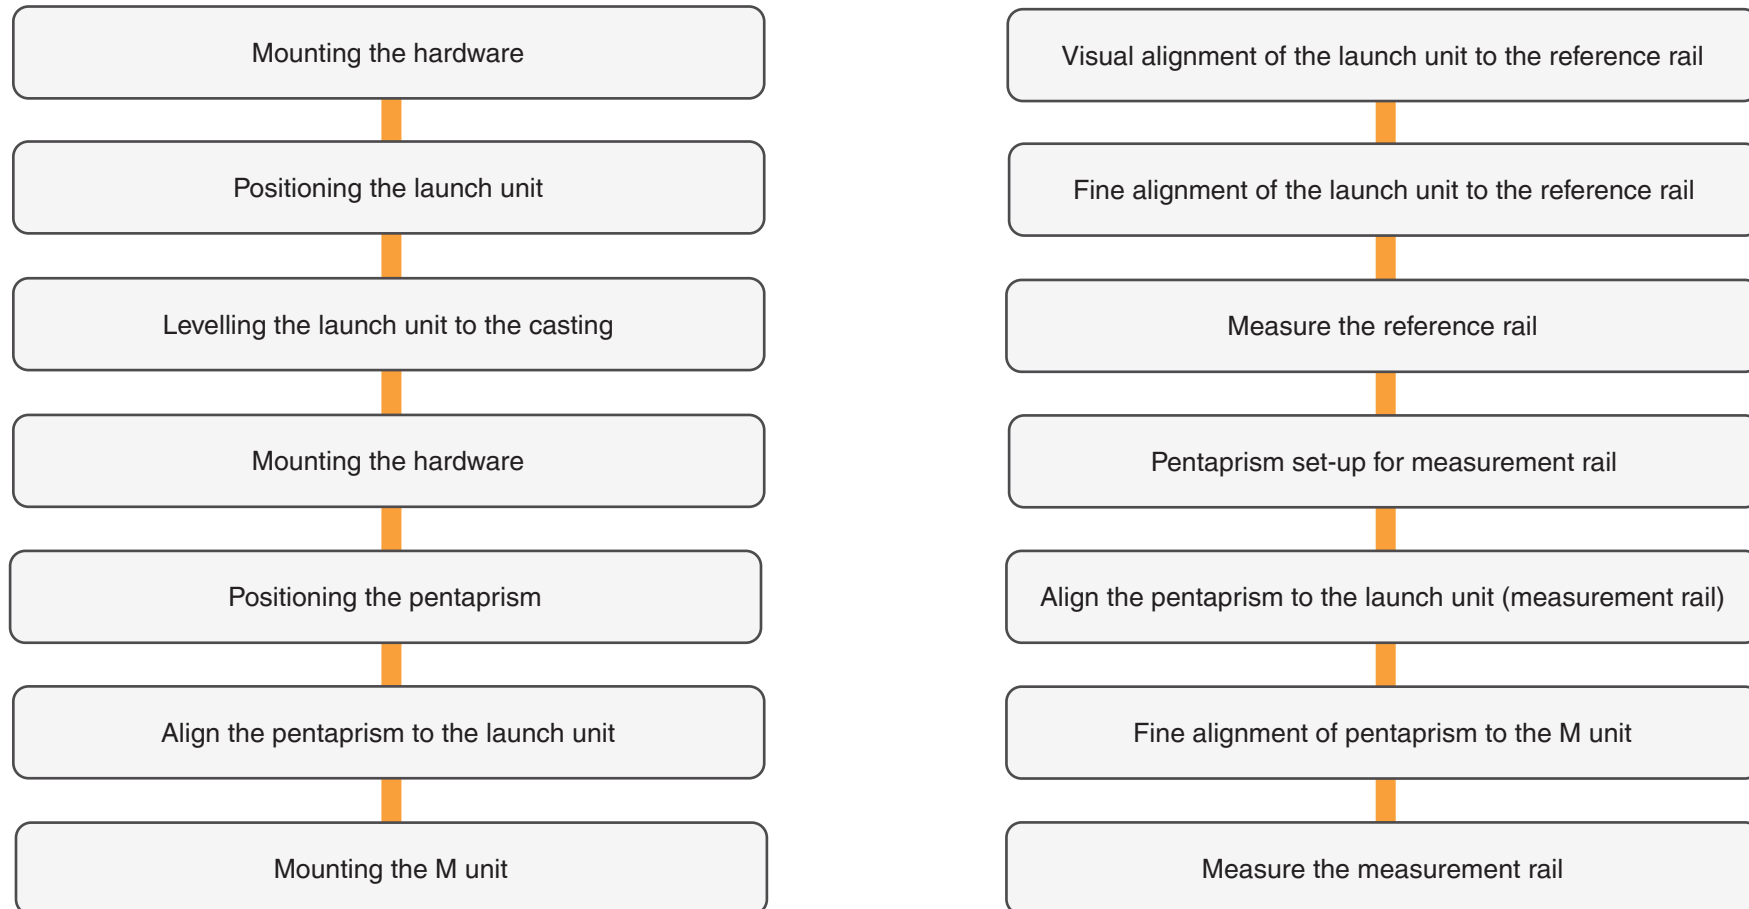 Mounting the hardware
Positioning the launch unit
Levelling the launch unit to the casting
Mounting the hardware
Positioning the pentaprism
Align the pentaprism to the launch unit
Mounting the M unit
Visual alignment of the launch unit to the reference rail
Fine alignment of the launch unit to the reference rail
Measure the reference rail
Pentaprism set-up for measurement rail
Align the pentaprism to the launch unit (measurement rail)
Fine alignment of pentaprism to the M unit
Measure the measurement rail